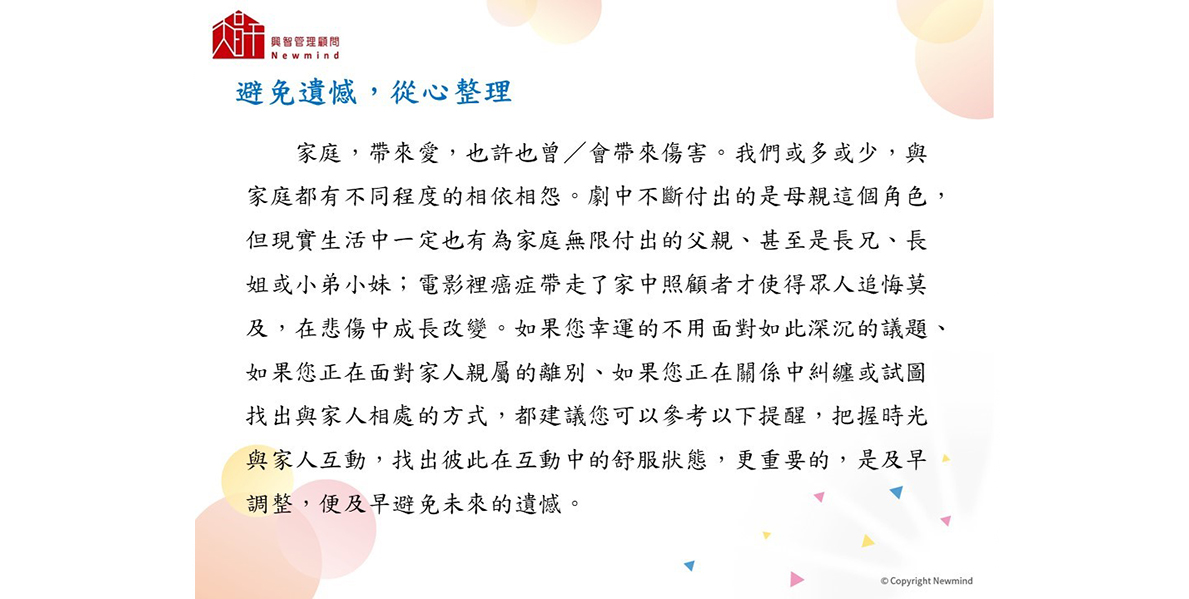 興智管理顧問
Newmind
避免遺憾，從心整理
家庭，帶來愛，也許也曾／會帶來傷害。我們或多或少，與
家庭都有不同程度的相依相怨。劇中不斷付出的是母親這個角色，
但現實生活中一定也有為家庭無限付出的父親、甚至是長兄、長
姐或小弟小妹；電影裡癌症帶走了家中照顧者才使得眾人追悔莫
及，在悲傷中成長改變。如果您幸運的不用面對如此深沉的議題、
如果您正在面對家人親屬的離別、如果您正在關係中糾纏或試圖
找出與家人相處的方式，都建議您可以參考以下提醒，把握時光
與家人互動，找出彼此在互動中的舒服狀態，更重要的，是及早
調整，便及早避免未來的遺憾。
© Copyright Newmind